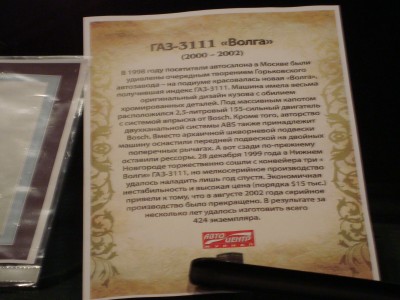 ГАЗ-3111 «Волга»
(2000 – 2002)
В 1998 году посетители автосалона в Москве были
удивлены очередным творением Горьковского
автозавода – на подиуме красовалась новая «Волга»,
получившая индекс ГАЗ-3111. Машина имела весьма
оригинальный дизайн кузова с обилием
хромирования деталей. Под массивным капотом
расположился 2,5-литровый 155-сильный двигатель
с системой впрыска от Bosch. Кроме того, авторство
двухканальной системы ABS также принадлежит
Bosch. Вместо архаичной шкворневой подвески
машину оснастили передней подвеской на двойных
поперечных рычагах. А вот сзади по-прежнему
оставили рессоры. 28 декабря 1999 года в Нижнем
Новгороде торжественно сошли с конвейера три «
Волги» ГАЗ-3111, но мелкосерийное производство
удалось наладить лишь год спустя. Экономическая
нестабильность и высокая цена (порядка $15 тыс.)
привели к тому, что в августе 2002 года серийное
производство было прекращено. В результате за
несколько лет удалось изготовить всего
424 экземпляра.
АВТО
ЦЕНТР